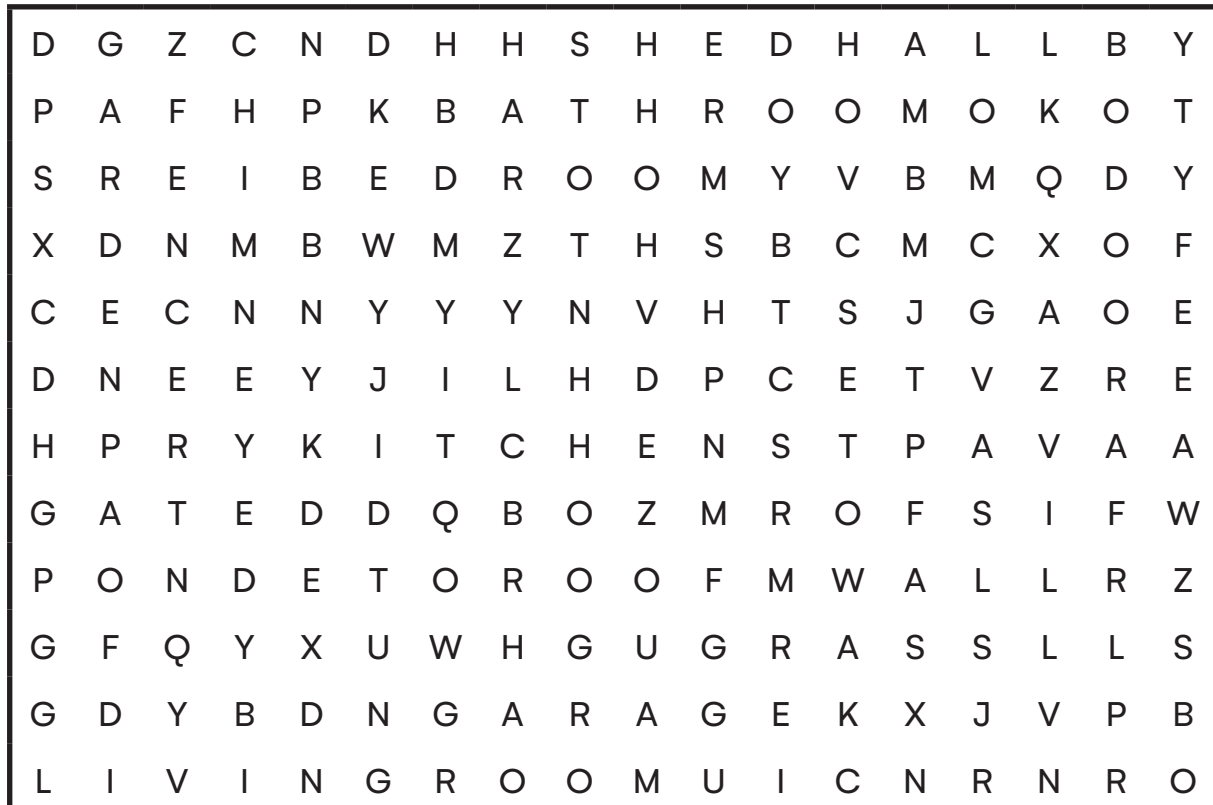 D G Z C N D H H S H E D H A L L B Y
P A F H P K B A T H R O O M O K O T
S R E I B E D R O O M Y V B M Q D Y
X D N M B W M Z T H S B C M C X O F
C E C N N Y Y Y N V H T S J G A O E
D N E E Y J I L H D P C E T V Z R E
H P R Y K I T C H E N S T P A V A A
G A T E D D Q B O Z M R O F S I F W
P O N D E T O R O O F M W A L L R Z
G F Q Y X U W H G U G R A S S L L S
G D Y B D N G A R A G E K X J V P B
L I V I N G R O O M U I C N R N R O